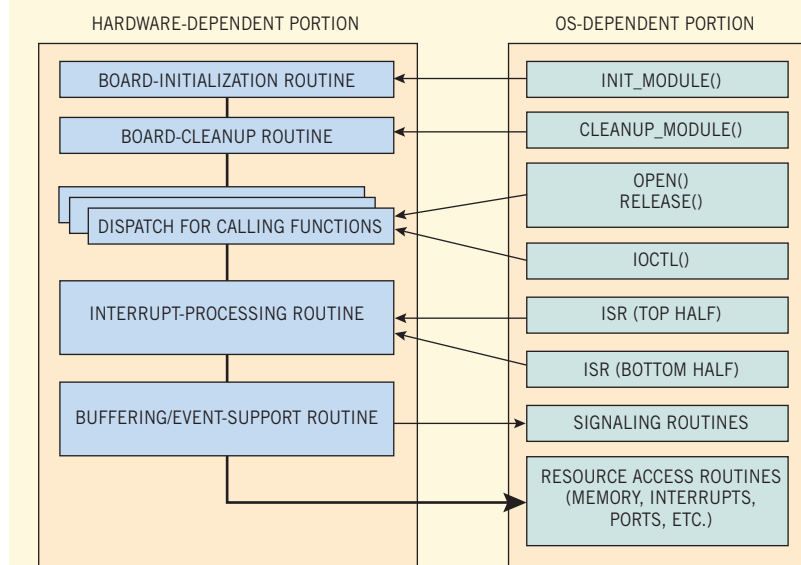 HARDWARE-DEPENDENT PORTION
BOARD-INITIALIZATION ROUTINE
BOARD-CLEANUP ROUTINE
DISPATCH FOR CALLING FUNCTIONS
INTERRUPT-PROCESSING ROUTINE
BUFFERING/EVENT-SUPPORT ROUTINE
OS-DEPENDENT PORTION
INIT_MODULE()
CLEANUP_MODULE()
OPEN()
RELEASE()
IOCTL()
ISR (TOP HALF)
ISR (BOTTOM HALF)
SIGNALING ROUTINES
RESOURCE ACCESS ROUTINES
(MEMORY, INTERRUPTS,
PORTS, ETC.)